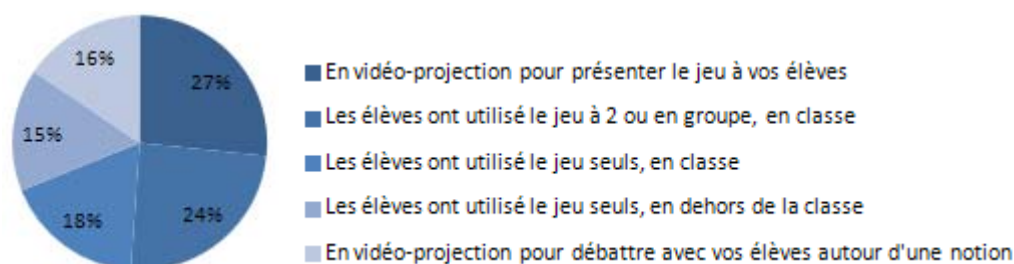 16%
27%
15%
18%
24%
En vidéo-projection pour présenter le jeu à vos élèves
Les élèves ont utilisé le jeu à 2 ou en groupe, en classe
Les élèves ont utilisé le jeu seuls, en classe
Les élèves ont utilisé le jeu seuls, en dehors de la classe
En vidéo-projection pour débattre avec vos élèves autour d'une notion